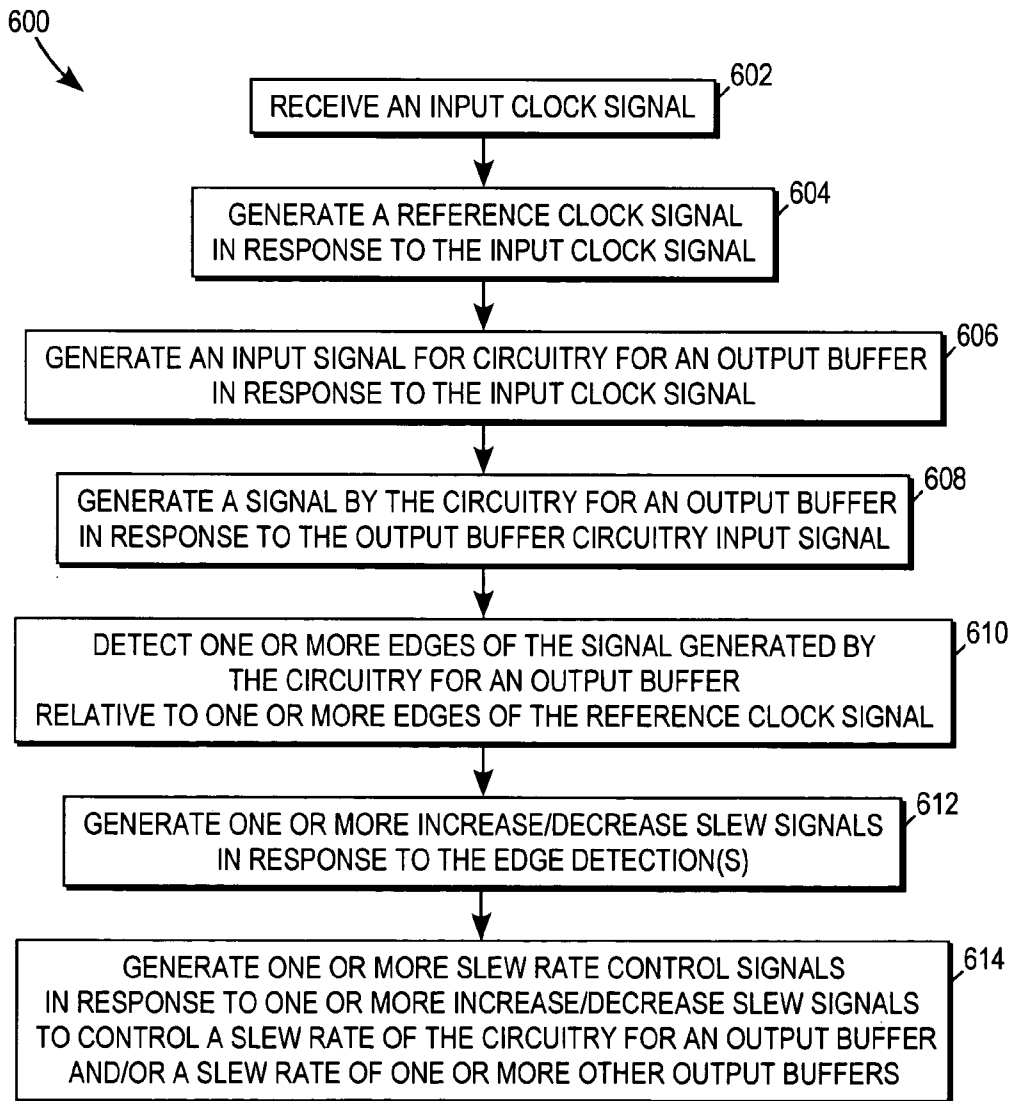 600
602
RECEIVE AN INPUT CLOCK SIGNAL
604
GENERATE A REFERENCE CLOCK SIGNAL
IN RESPONSE TO THE INPUT CLOCK SIGNAL
606
GENERATE AN INPUT SIGNAL FOR CIRCUITRY FOR AN OUTPUT BUFFER
IN RESPONSE TO THE INPUT CLOCK SIGNAL
608
GENERATE A SIGNAL BY THE CIRCUITRY FOR AN OUTPUT BUFFER
IN RESPONSE TO THE OUTPUT BUFFER CIRCUITRY INPUT SIGNAL
610
DETECT ONE OR MORE EDGES OF THE SIGNAL GENERATED BY
THE CIRCUITRY FOR AN OUTPUT BUFFER
RELATIVE TO ONE OR MORE EDGES OF THE REFERENCE CLOCK SIGNAL
612
GENERATE ONE OR MORE INCREASE/DECREASE SLEW SIGNALS
IN RESPONSE TO THE EDGE DETECTION(S)
614
GENERATE ONE OR MORE SLEW RATE CONTROL SIGNALS
IN RESPONSE TO ONE OR MORE INCREASE/DECREASE SLEW SIGNALS
TO CONTROL A SLEW RATE OF THE CIRCUITRY FOR AN OUTPUT BUFFER
AND/OR A SLEW RATE OF ONE OR MORE OTHER OUTPUT BUFFERS